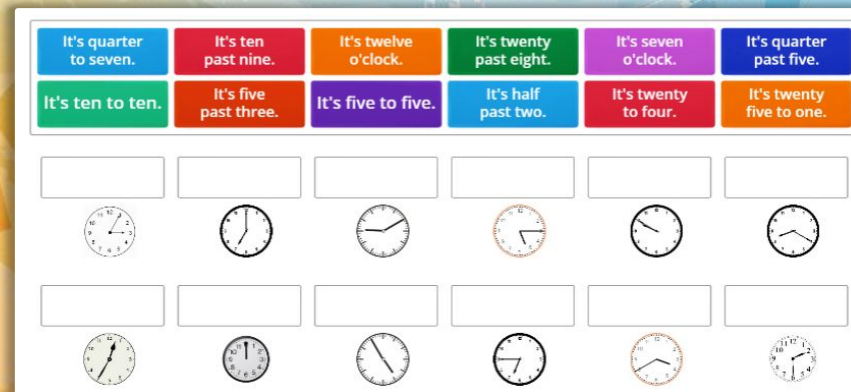 It's quarter
to seven.
It's ten
past nine.
It's twelve
o'clock.
It's twenty
past eight.
It's seven
o'clock.
It's quarter
past five.
It's ten to ten.
It's five
past three.
It's five to five.
It's half
past two.
It's twenty
to four.
It's twenty
five to one.